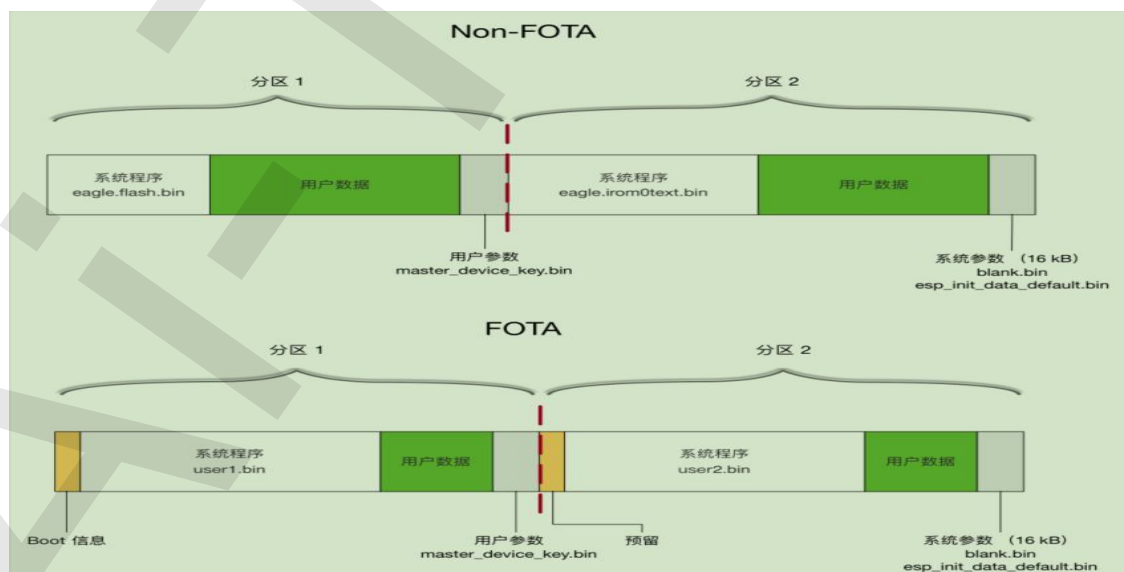 Non-FOTA
分区 1
分区 2
系统程序
eagle.flash.bin
用户数据
系统程序
eagle.irom0text.bin
用户数据
用户参数
master_device_key.bin
系统参数 （16 kB）
blank.bin
esp_init_data_default.bin
FOTA
分区 1
分区 2
系统程序
user1.bin
用户数据
系统程序
user2.bin
用户数据
Boot 信息
用户参数
master_device_key.bin
预留
系统参数 （16 kB）
blank.bin
esp_init_data_default.bin